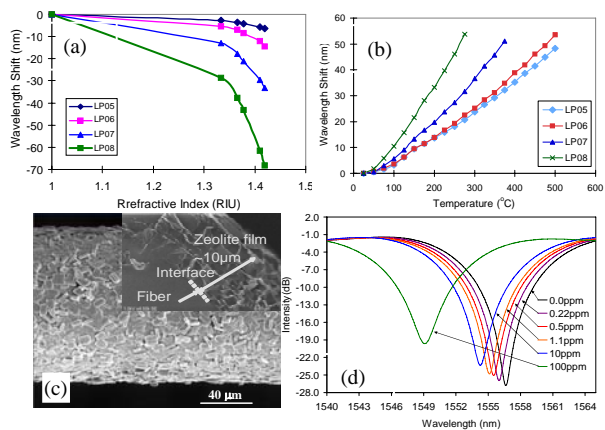 (a)
Wavelength Shift (nm)
0
-10
-20
-30
-40
-50
-60
-70
LP05
LP06
LP07
LP08
1
1.1
1.2
1.3
1.4
1.5
Rrefractive Index (RIU)
(b)
Wavelength Shift (nm)
60
50
40
30
20
10
0
LP05
LP06
LP07
LP08
0
100
200
300
400
500
600
Temperature (°C)
Zeolite film
~10μm
Interface
Fiber
(c)
40 μm
Intensity (dB)
2.0
-1.0
-4.0
-7.0
-10.0
-13.0
-16.0
-19.0
-22.0
-25.0
-28.0
0.0ppm
0.22ppm
0.5ppm
1.1ppm
10ppm
100ppm
(d)
1540
1543
1546
1549
1552
1555
1558
1561
1564
Wavelength (nm)